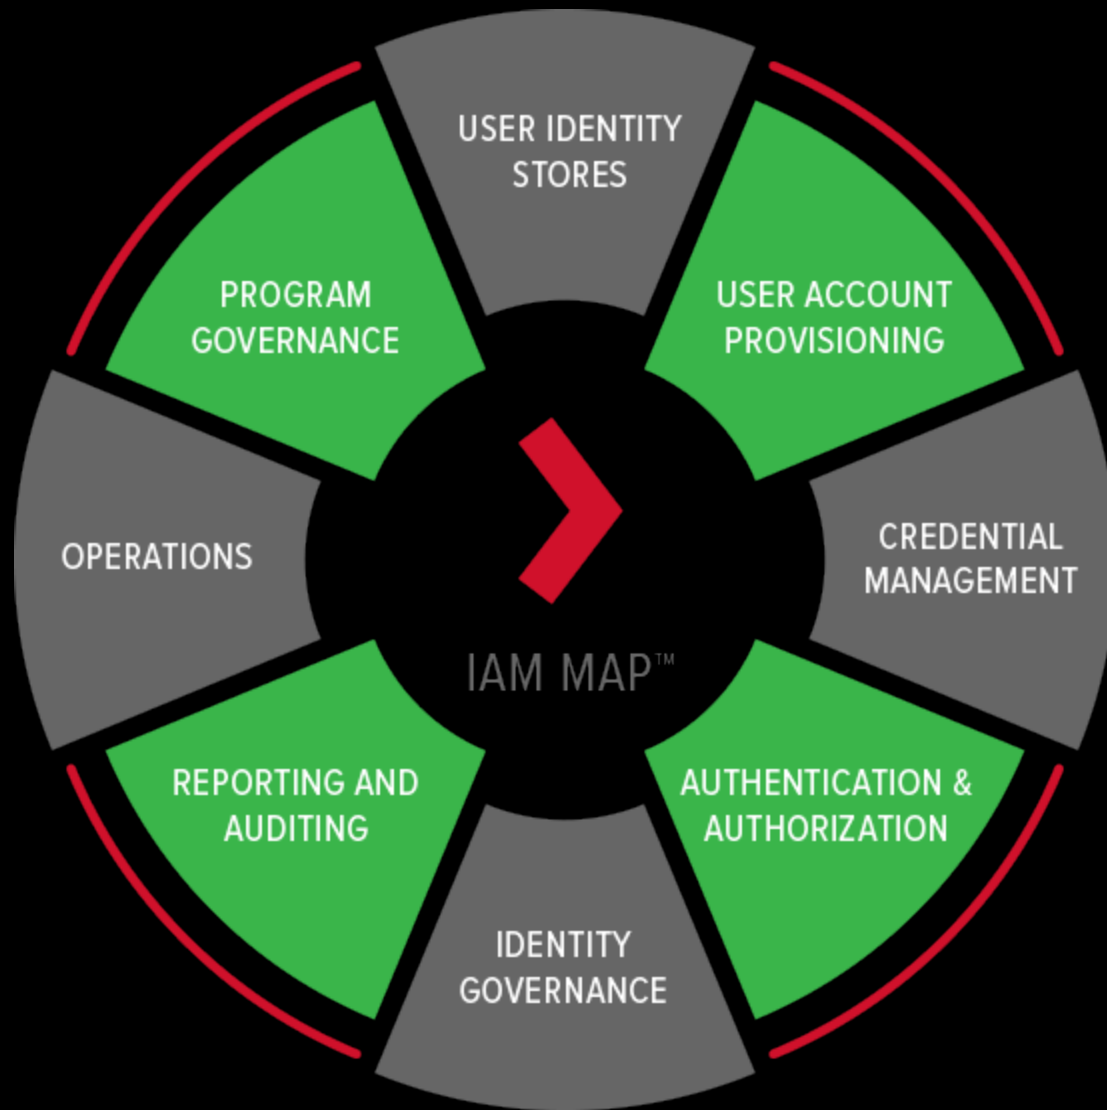 USER IDENTITY
STORES
PROGRAM
GOVERNANCE
USER ACCOUNT
PROVISIONING
OPERATIONS
CREDENTIAL
MANAGEMENT
IAM MAP™
REPORTING AND
AUDITING
AUTHENTICATION &
AUTHORIZATION
IDENTITY
GOVERNANCE